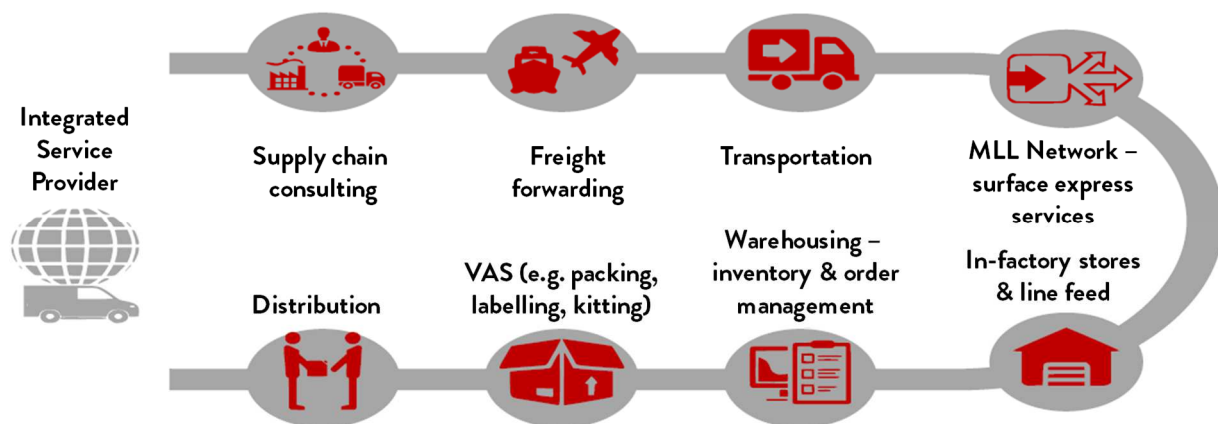 Integrated
Service
Provider
Supply chain
consulting
Freight
forwarding
Transportation
MLL Network –
surface express
services
In-factory stores
& line feed
Warehousing –
inventory & order
management
VAS (e.g. packing,
labelling, kitting)
Distribution